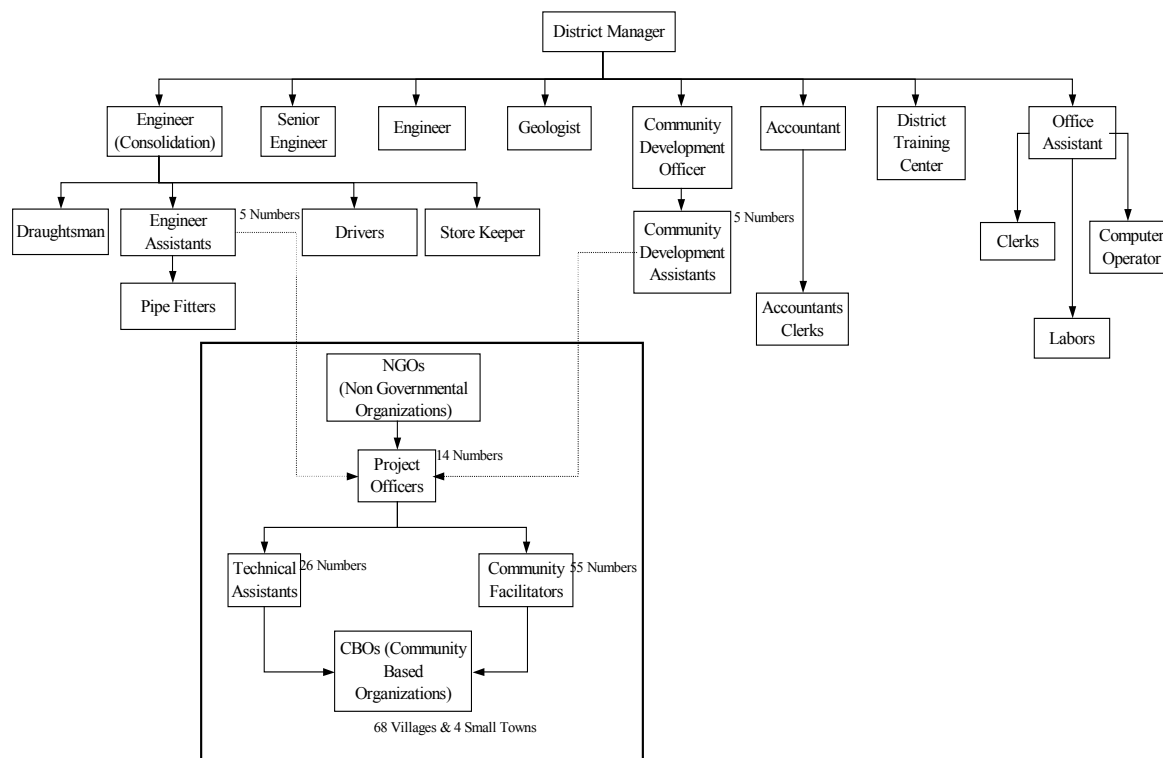 District Manager
Engineer
(Consolidation)
Senior
Engineer
Engineer
Geologist
Community
Development
Officer
Accountant
District
Training
Center
Office
Assistant
Draughtsman
Engineer
Assistants
5 Numbers
Drivers
Store Keeper
Community
Development
Assistants
5 Numbers
Clerks
Computer
Operator
Pipe Fitters
Accountants
Clerks
Labors
NGOs
(Non Governmental
Organizations)
Project
Officers
14 Numbers
Technical
Assistants
26 Numbers
Community
Facilitators
55 Numbers
CBOs (Community
Based
Organizations)
68 Villages & 4 Small Towns